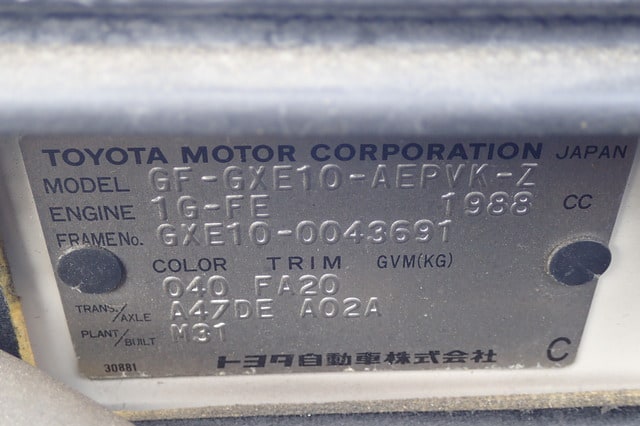 TOYOTA MOTOR CORPORATION JAPAN
MODEL GF-GXE10-AEPVK-Z
ENGINE 1G-FE 1988 CC
FRAME No. GXE10-0043691
COLOR TRIM GVM(KG)
040 FA20
TRANS./AXLE A47DE A02A
PLANT/BUILT M31
トヨタ自動車株式会社 C
30881